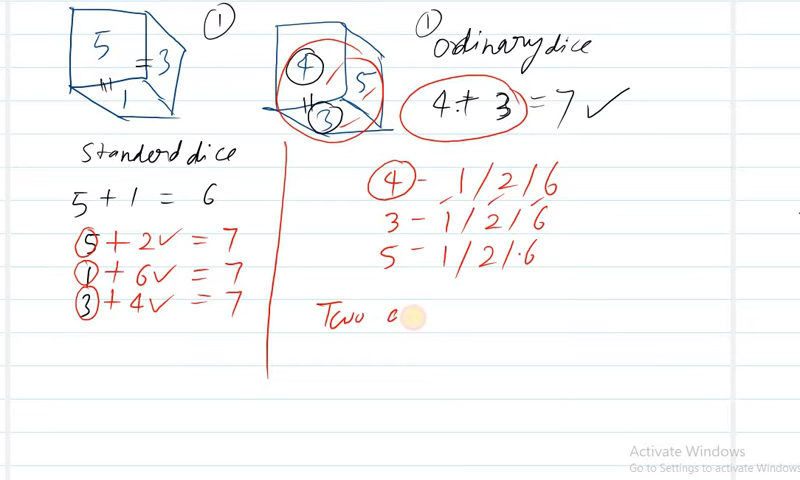 ①
①
5
3
1
4
5
3
ordinary dice
4 + 3 = 7 ✓
Standerd dice
5 + 1 = 6
5 + 2✓ = 7
1 + 6✓ = 7
3 + 4✓ = 7
4 - 1 / 2 / 6
3 - 1 / 2 / 6
5 - 1 / 2 / 6
Two
Activate Windows
Go to Settings to activate Windows